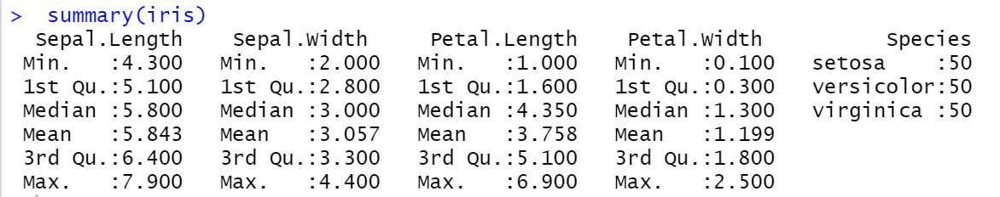 >  summary(iris)
  Sepal.Length    Sepal.Width     Petal.Length    Petal.Width          Species
 Min.   :4.300   Min.   :2.000   Min.   :1.000   Min.   :0.100   setosa    :50
 1st Qu.:5.100   1st Qu.:2.800   1st Qu.:1.600   1st Qu.:0.300   versicolor:50
 Median :5.800   Median :3.000   Median :4.350   Median :1.300   virginica :50
 Mean   :5.843   Mean   :3.057   Mean   :3.758   Mean   :1.199
 3rd Qu.:6.400   3rd Qu.:3.300   3rd Qu.:5.100   3rd Qu.:1.800
 Max.   :7.900   Max.   :4.400   Max.   :6.900   Max.   :2.500